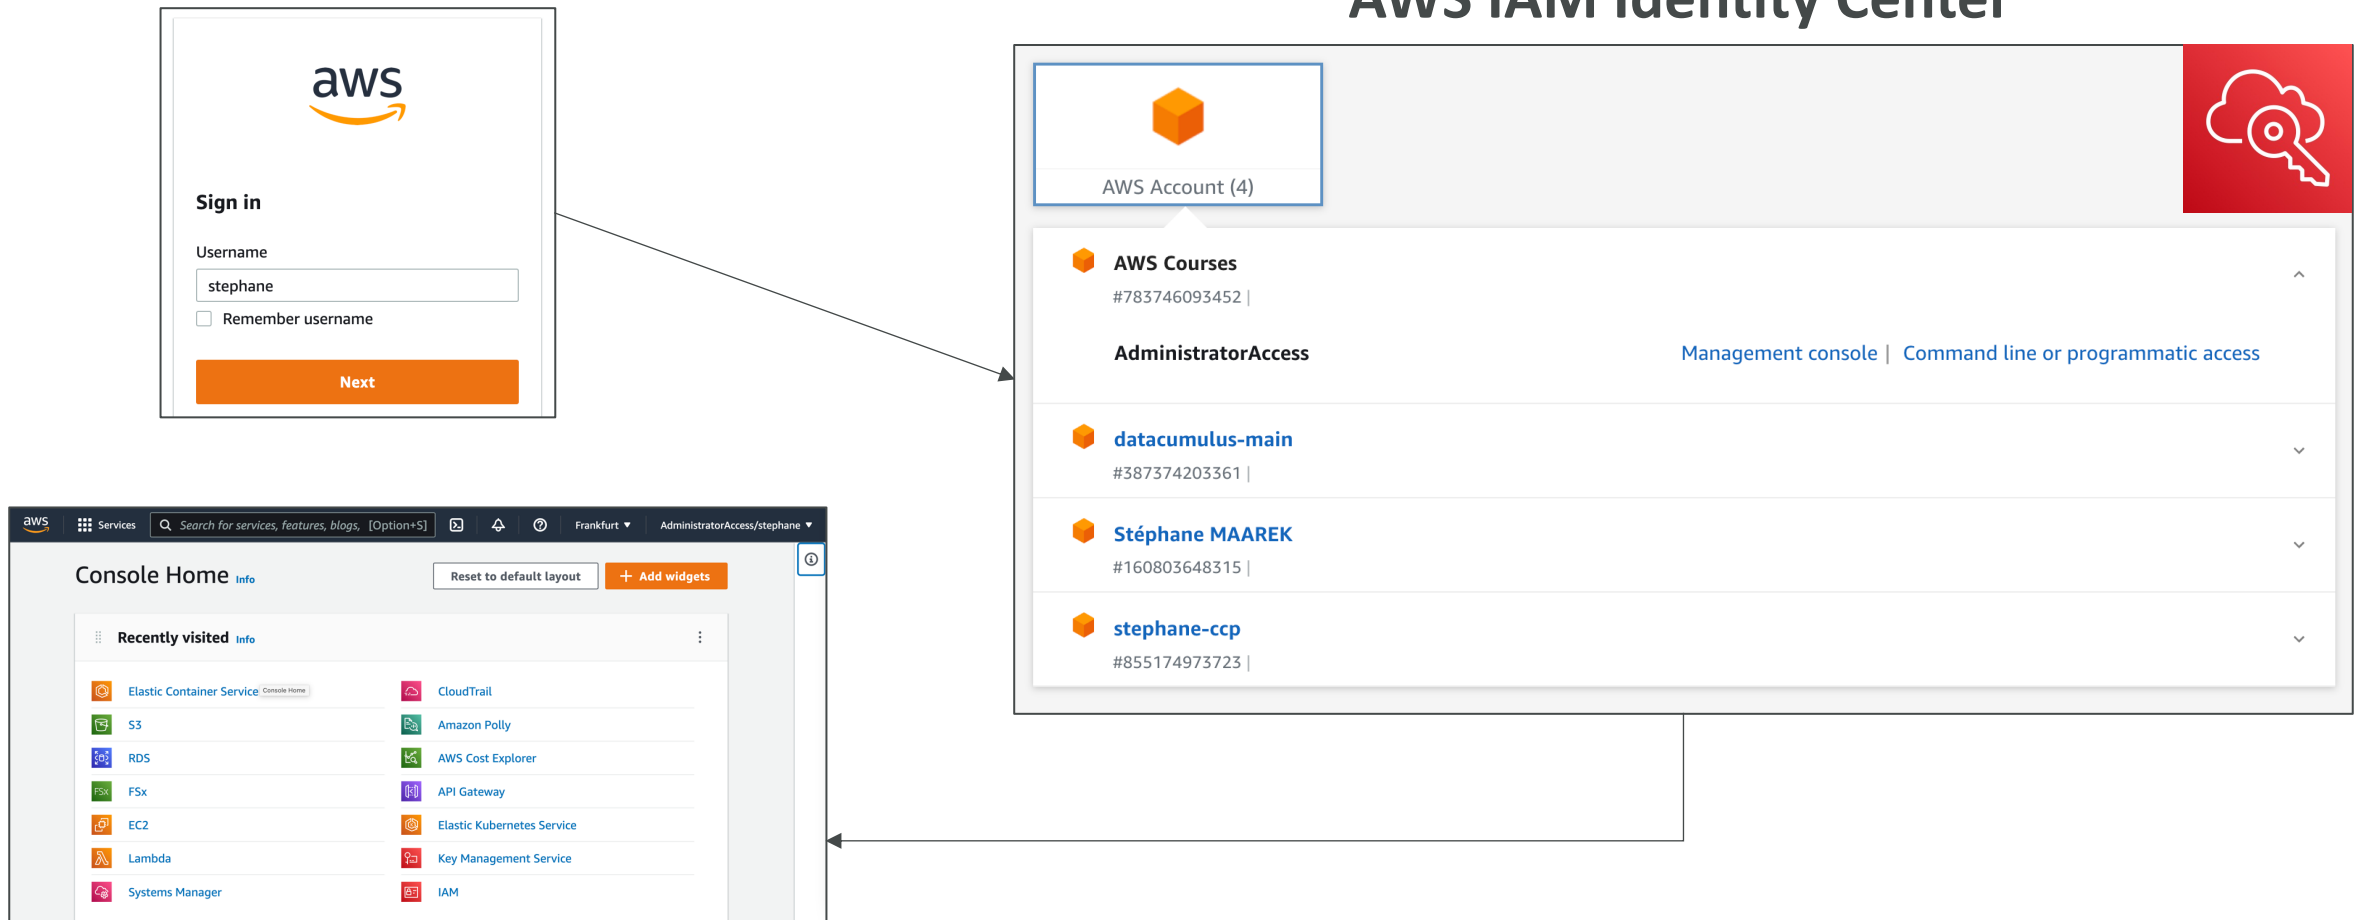 AWS IAM Identity Center
aws
Sign in
Username
stephane
Remember username
Next
AWS Account (4)
AWS Courses
#783746093452 |
AdministratorAccess
Management console | Command line or programmatic access
datacumulus-main
#387374203361 |
Stéphane MAAREK
#160803648315 |
stephane-ccp
#855174973723 |
aws
Services
Search for services, features, blogs, [Option+S]
Frankfurt ▼
AdministratorAccess/stephane ▼
Console Home Info
Reset to default layout
+ Add widgets
Recently visited Info
Elastic Container Service Console Home
S3
RDS
FSx FSx
EC2
Lambda
Systems Manager
CloudTrail
Amazon Polly
AWS Cost Explorer
API Gateway
Elastic Kubernetes Service
Key Management Service
IAM